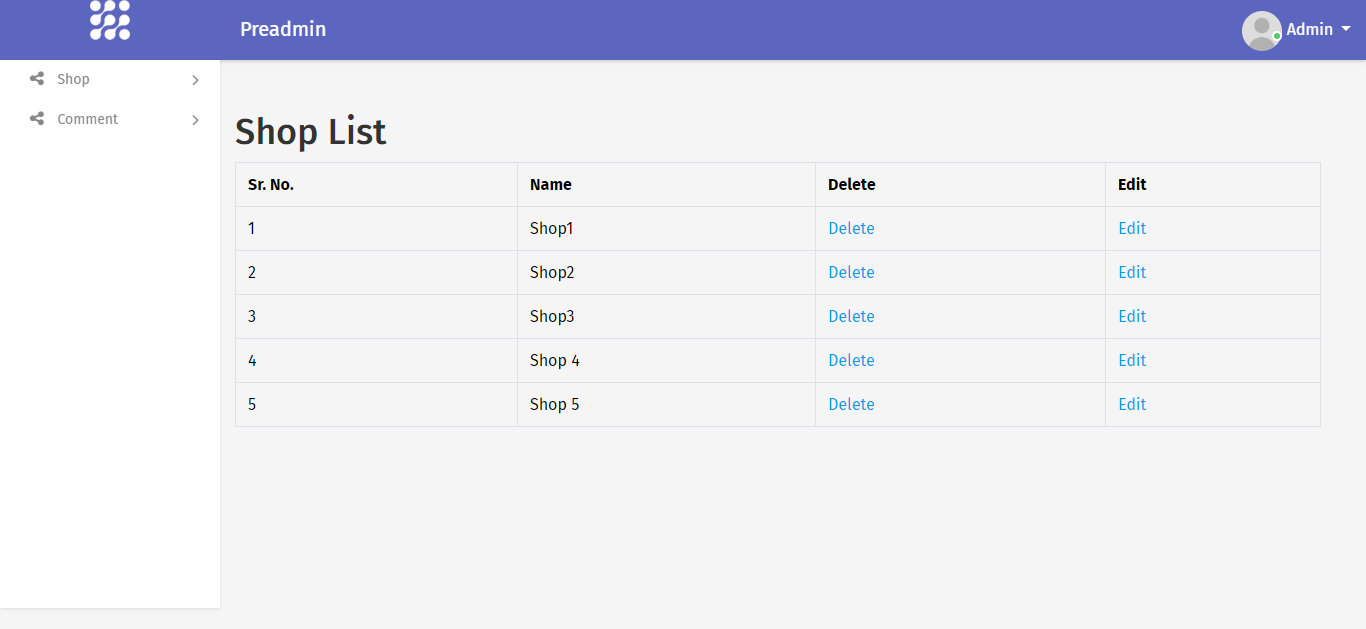 Preadmin
Admin
Shop
Comment
Shop List
Sr. No. Name Delete Edit
1 Shop1 Delete Edit
2 Shop2 Delete Edit
3 Shop3 Delete Edit
4 Shop 4 Delete Edit
5 Shop 5 Delete Edit